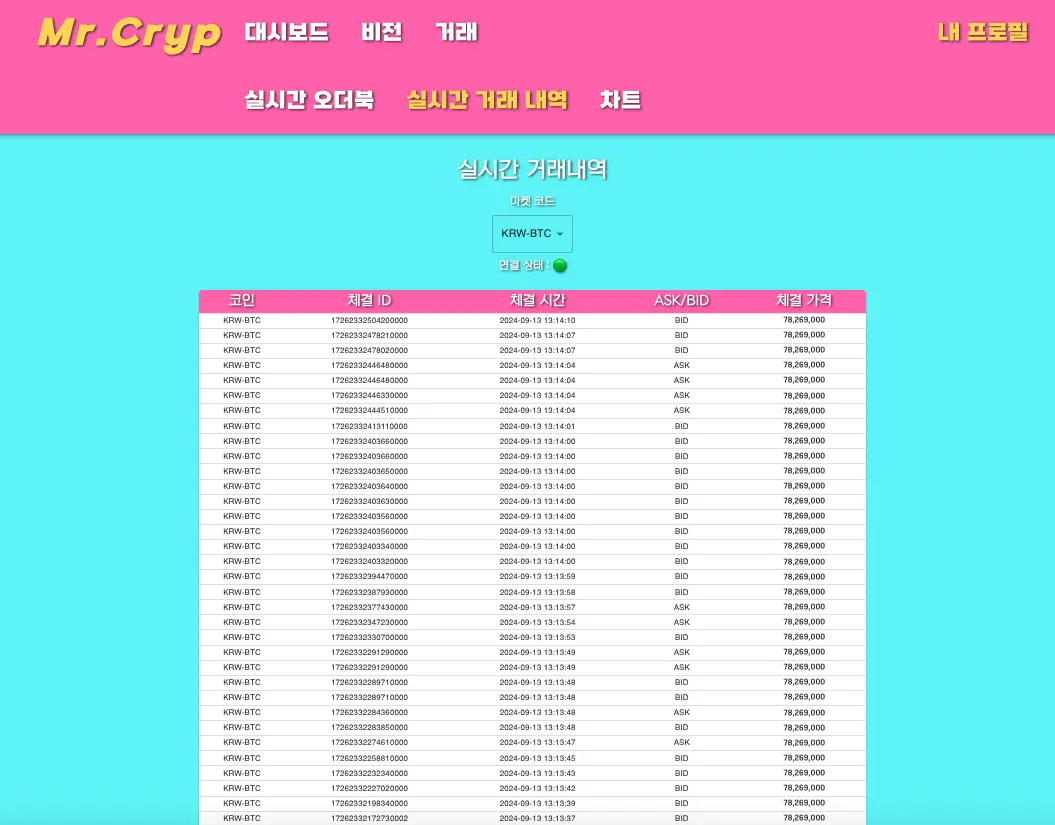 Mr.Cryp 대시보드 비전 거래 내 프로필
실시간 오더북 실시간 거래 내역 차트
실시간 거래내역
마켓 코드
KRW-BTC
연결 상태 :
코인 체결 ID 체결 시간 ASK/BID 체결 가격
KRW-BTC 17262332504200000 2024-09-13 13:14:10 BID 78,269,000
KRW-BTC 17262332478210000 2024-09-13 13:14:07 BID 78,269,000
KRW-BTC 17262332478020000 2024-09-13 13:14:07 BID 78,269,000
KRW-BTC 17262332446480000 2024-09-13 13:14:04 ASK 78,269,000
KRW-BTC 17262332446480000 2024-09-13 13:14:04 ASK 78,269,000
KRW-BTC 17262332446330000 2024-09-13 13:14:04 ASK 78,269,000
KRW-BTC 17262332444510000 2024-09-13 13:14:04 ASK 78,269,000
KRW-BTC 17262332413110000 2024-09-13 13:14:01 BID 78,269,000
KRW-BTC 17262332403660000 2024-09-13 13:14:00 BID 78,269,000
KRW-BTC 17262332403660000 2024-09-13 13:14:00 BID 78,269,000
KRW-BTC 17262332403650000 2024-09-13 13:14:00 BID 78,269,000
KRW-BTC 17262332403640000 2024-09-13 13:14:00 BID 78,269,000
KRW-BTC 17262332403630000 2024-09-13 13:14:00 BID 78,269,000
KRW-BTC 17262332403560000 2024-09-13 13:14:00 BID 78,269,000
KRW-BTC 17262332403560000 2024-09-13 13:14:00 BID 78,269,000
KRW-BTC 17262332403340000 2024-09-13 13:14:00 BID 78,269,000
KRW-BTC 17262332403320000 2024-09-13 13:14:00 BID 78,269,000
KRW-BTC 17262332394470000 2024-09-13 13:13:59 BID 78,269,000
KRW-BTC 17262332387930000 2024-09-13 13:13:58 BID 78,269,000
KRW-BTC 17262332377430000 2024-09-13 13:13:57 ASK 78,269,000
KRW-BTC 17262332347230000 2024-09-13 13:13:54 ASK 78,269,000
KRW-BTC 17262332330700000 2024-09-13 13:13:53 BID 78,269,000
KRW-BTC 17262332291290000 2024-09-13 13:13:49 ASK 78,269,000
KRW-BTC 17262332291290000 2024-09-13 13:13:49 ASK 78,269,000
KRW-BTC 17262332289710000 2024-09-13 13:13:48 BID 78,269,000
KRW-BTC 17262332289710000 2024-09-13 13:13:48 BID 78,269,000
KRW-BTC 17262332284360000 2024-09-13 13:13:48 ASK 78,269,000
KRW-BTC 17262332283850000 2024-09-13 13:13:48 BID 78,269,000
KRW-BTC 17262332274610000 2024-09-13 13:13:47 ASK 78,269,000
KRW-BTC 17262332258810000 2024-09-13 13:13:45 BID 78,269,000
KRW-BTC 17262332232340000 2024-09-13 13:13:43 BID 78,269,000
KRW-BTC 17262332227020000 2024-09-13 13:13:42 BID 78,269,000
KRW-BTC 17262332198340000 2024-09-13 13:13:39 BID 78,269,000
KRW-BTC 17262332172730002 2024-09-13 13:13:37 BID 78,269,000